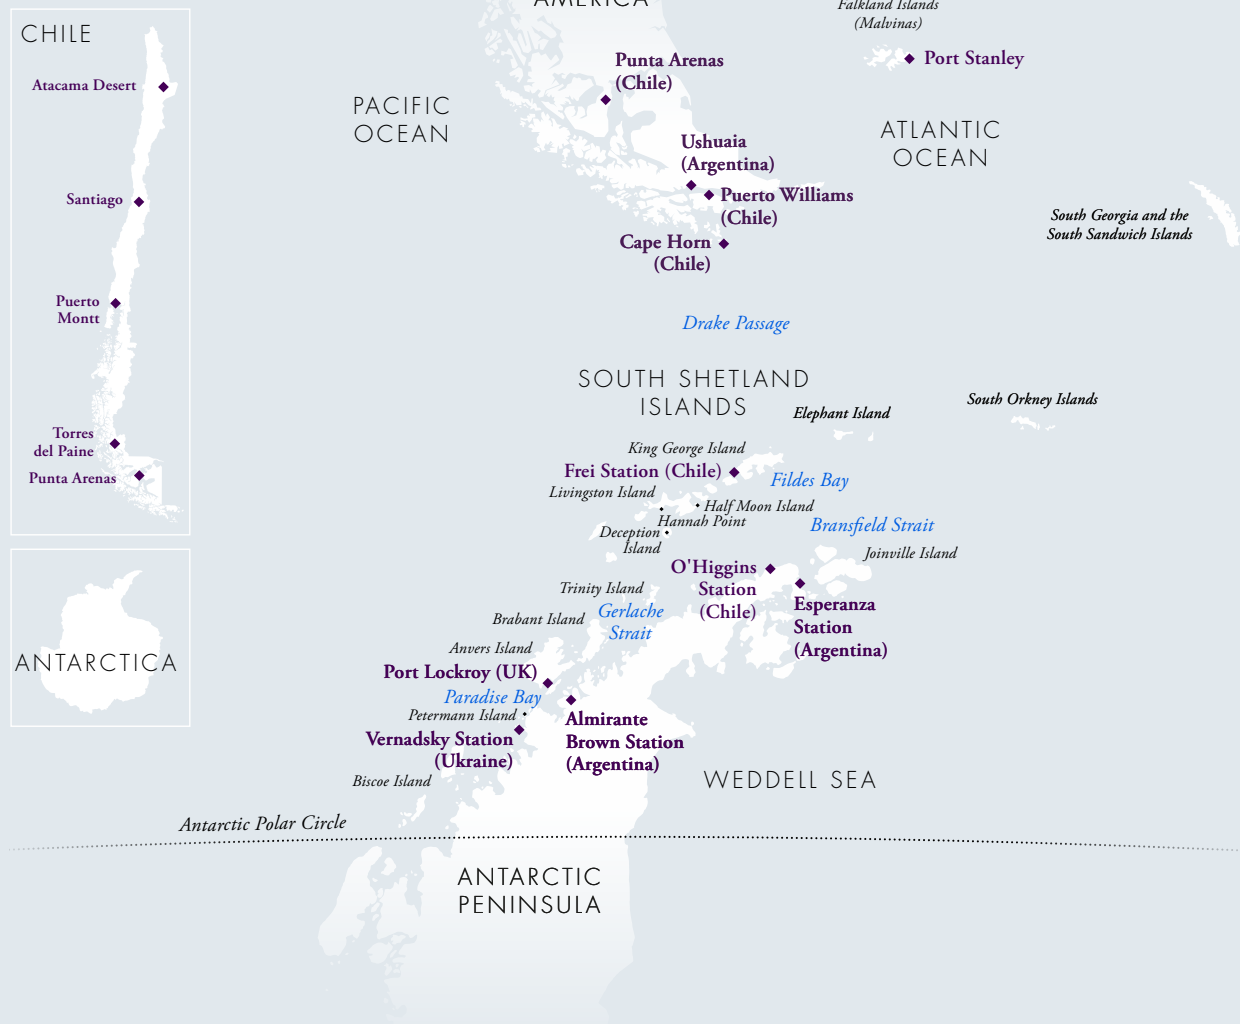 CHILE
Atacama Desert
Santiago
Puerto
Montt
Torres
del Paine
Punta Arenas
ANTARCTICA
AMERICA
Falkland Islands
(Malvinas)
Port Stanley
Punta Arenas
(Chile)
PACIFIC
OCEAN
ATLANTIC
OCEAN
Ushuaia
(Argentina)
Puerto Williams
(Chile)
South Georgia and the
South Sandwich Islands
Cape Horn
(Chile)
Drake Passage
SOUTH SHETLAND
ISLANDS
Elephant Island
South Orkney Islands
King George Island
Frei Station (Chile)
Fildes Bay
Livingston Island
Half Moon Island
Hannah Point
Bransfield Strait
Deception
Island
Joinville Island
O'Higgins
Station
(Chile)
Trinity Island
Esperanza
Station
(Argentina)
Gerlache
Strait
Brabant Island
Anvers Island
Port Lockroy (UK)
Paradise Bay
Petermann Island
Almirante
Brown Station
(Argentina)
Vernadsky Station
(Ukraine)
Biscoe Island
WEDDELL SEA
Antarctic Polar Circle
ANTARCTIC
PENINSULA